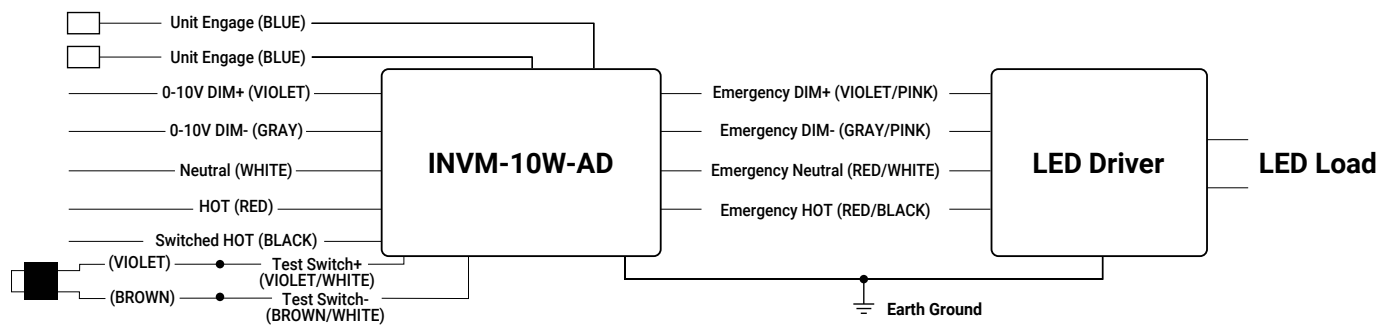 Unit Engage (BLUE)
Unit Engage (BLUE)
0-10V DIM+ (VIOLET)
0-10V DIM- (GRAY)
Neutral (WHITE)
HOT (RED)
Switched HOT (BLACK)
(VIOLET)
Test Switch+
(VIOLET/WHITE)
(BROWN)
Test Switch-
(BROWN/WHITE)
INVM-10W-AD
Emergency DIM+ (VIOLET/PINK)
Emergency DIM- (GRAY/PINK)
Emergency Neutral (RED/WHITE)
Emergency HOT (RED/BLACK)
LED Driver
LED Load
Earth Ground